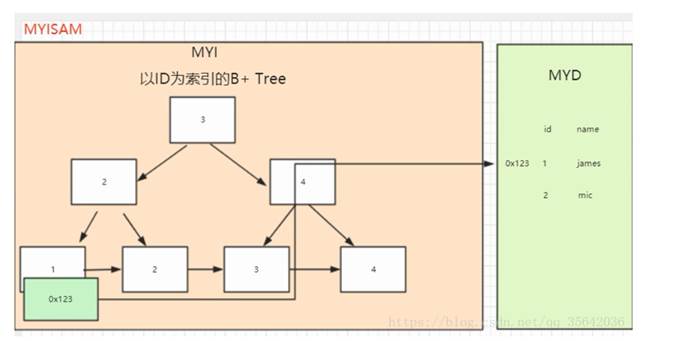 MYISAM
MYI
以ID为索引的B+ Tree
3
2
4
1
2
3
4
0x123
MYD
id name
0x123 1 james
2 mic
https://blog.csdn.net/qq_35642036